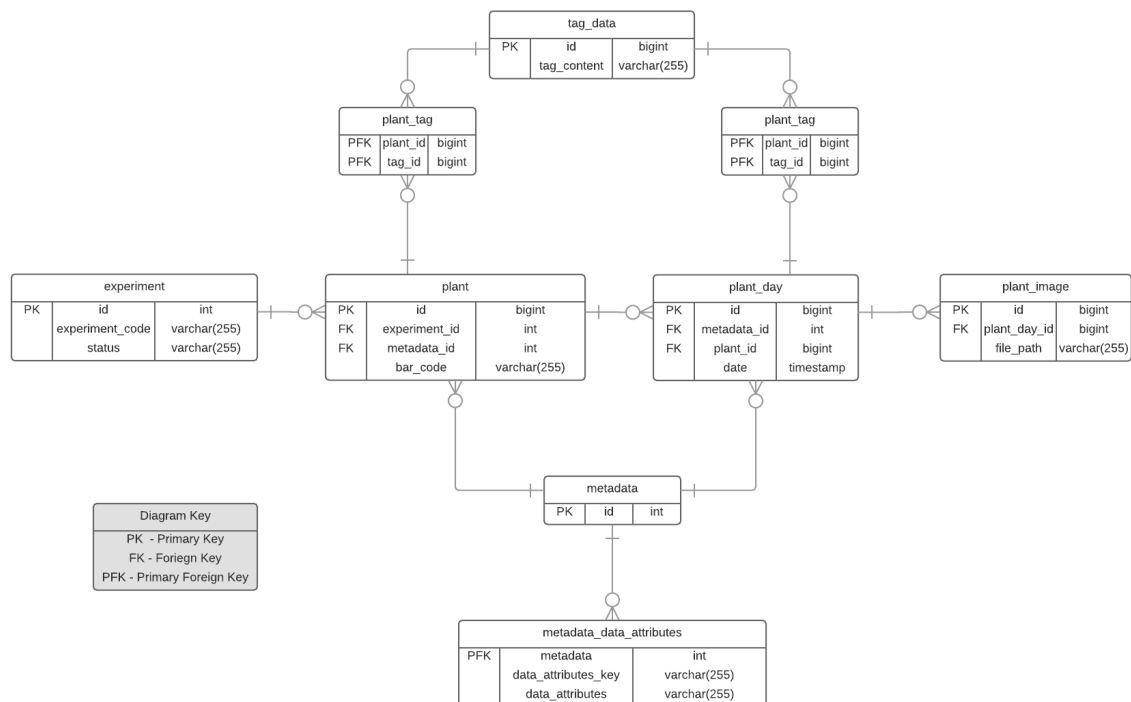 tag_data
PK id bigint
tag_content varchar(255)
plant_tag
PFK plant_id bigint
PFK tag_id bigint
plant_tag
PFK plant_id bigint
PFK tag_id bigint
experiment
PK id int
experiment_code varchar(255)
status varchar(255)
plant
PK id bigint
FK experiment_id int
FK metadata_id int
bar_code varchar(255)
plant_day
PK id bigint
FK metadata_id int
FK plant_id bigint
date timestamp
plant_image
PK id bigint
FK plant_day_id bigint
file_path varchar(255)
metadata
PK id int
Diagram Key
PK - Primary Key
FK - Foriegn Key
PFK - Primary Foreign Key
metadata_data_attributes
PFK metadata int
data_attributes_key varchar(255)
data_attributes varchar(255)